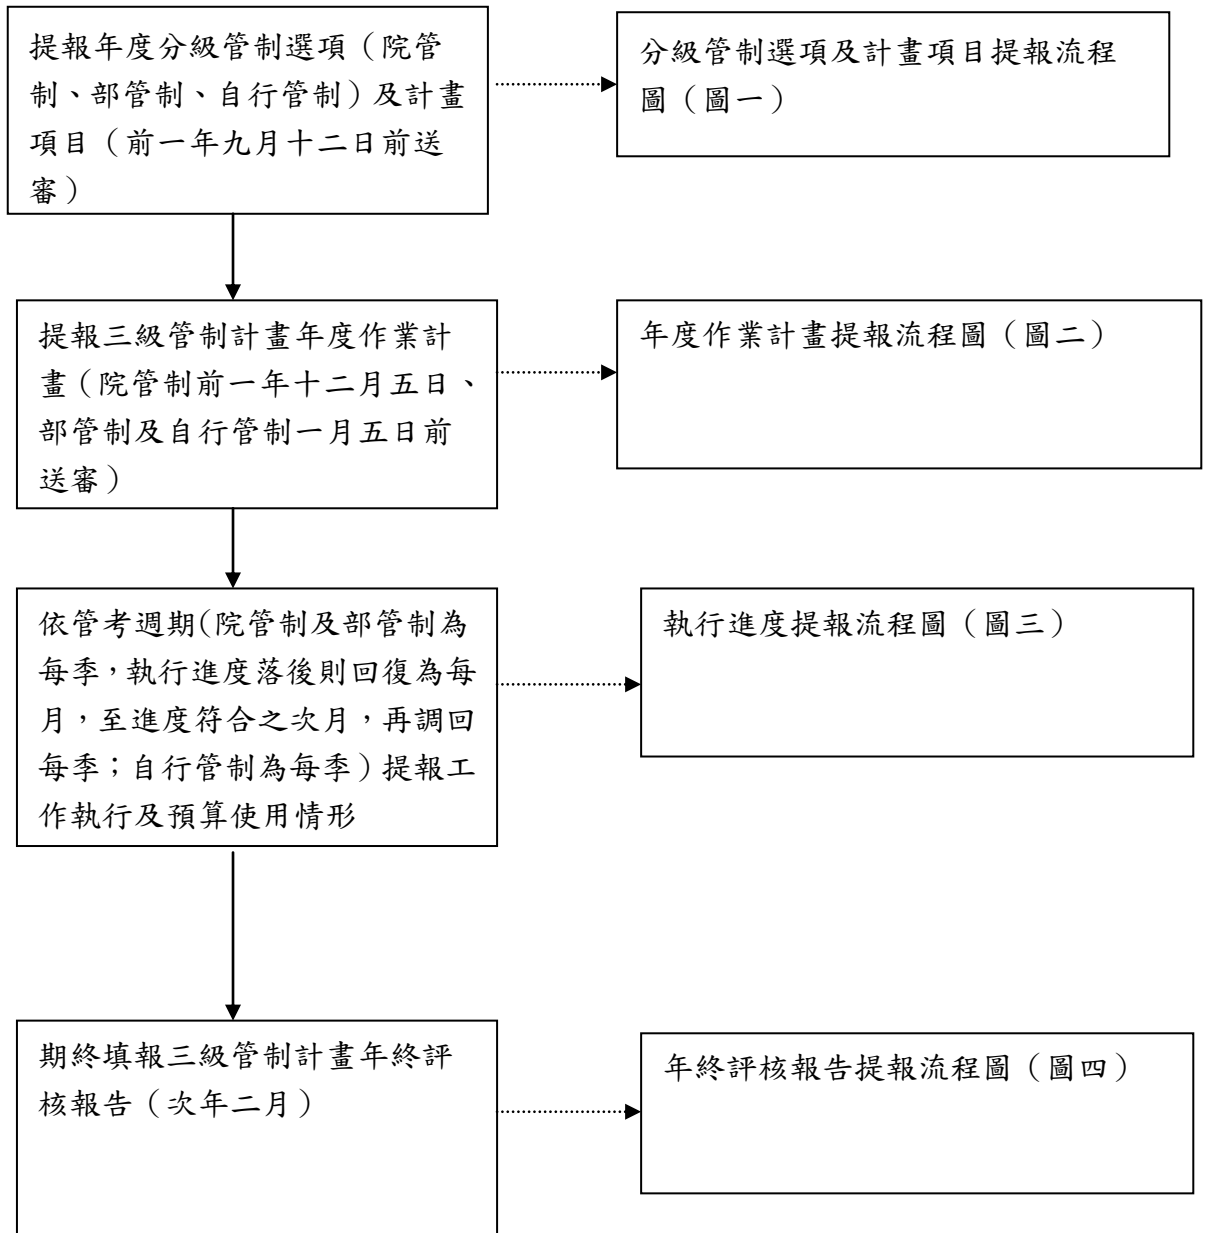 提報年度分級管制選項（院管
制、部管制、自行管制）及計畫
項目（前一年九月十二日前送
審）
分級管制選項及計畫項目提報流程
圖（圖一）
提報三級管制計畫年度作業計
畫（院管制前一年十二月五日、
部管制及自行管制一月五日前
送審）
年度作業計畫提報流程圖（圖二）
依管考週期(院管制及部管制為
每季，執行進度落後則回復為每
月，至進度符合之次月，再調回
每季；自行管制為每季）提報工
作執行及預算使用情形
執行進度提報流程圖（圖三）
期終填報三級管制計畫年終評
核報告（次年二月）
年終評核報告提報流程圖（圖四）